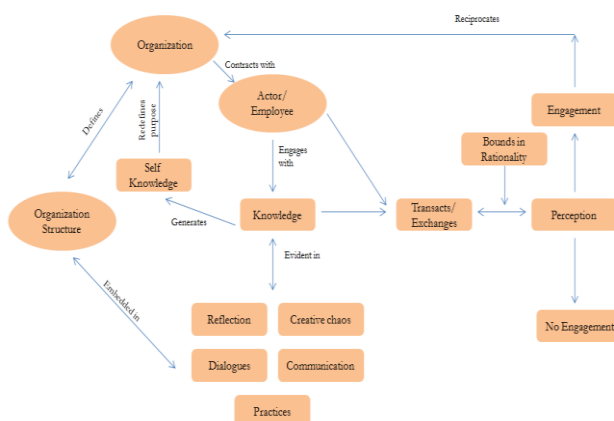 Reciprocates
Organization
Contracts with
Actor/
Employee
Engagement
Defines
Redefines
purpose
Bounds in
Rationality
Engages
with
Self
Knowledge
Organization
Structure
Generates
Knowledge
Transacts/
Exchanges
Perception
Evident in
Embedded in
Reflection
Creative chaos
No Engagement
Dialogues
Communication
Practices